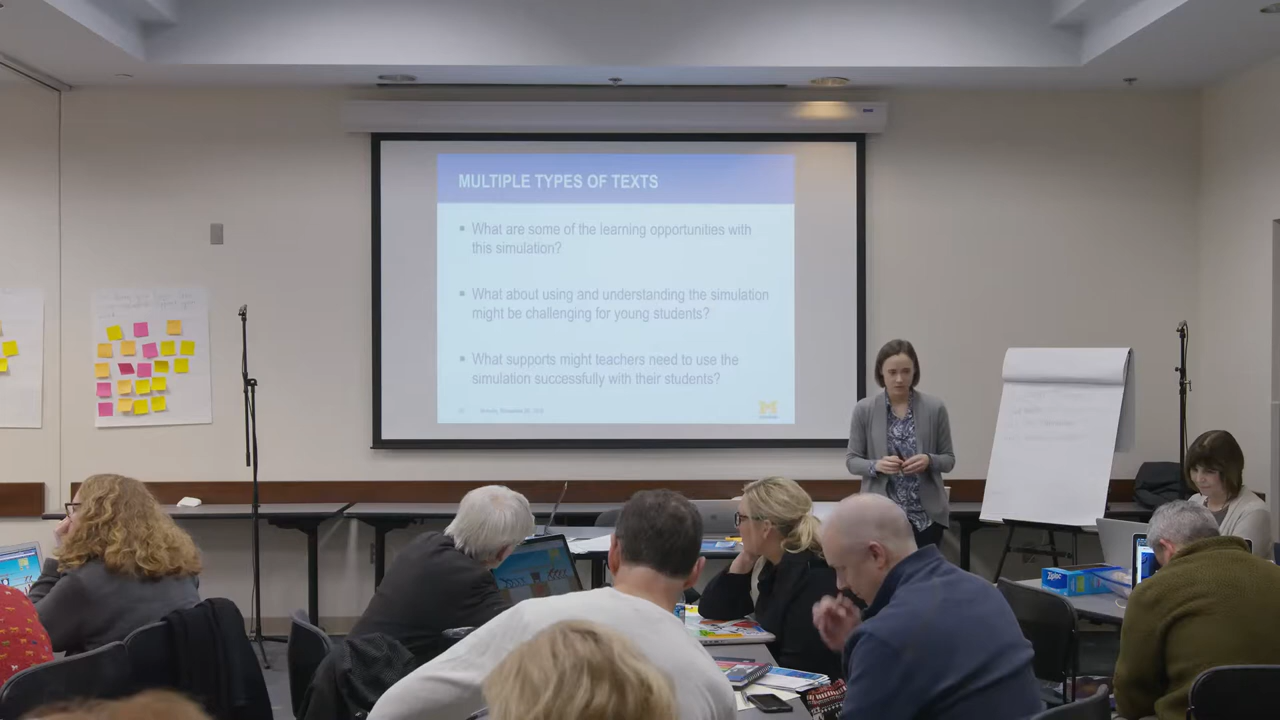 MULTIPLE TYPES OF TEXTS
• What are some of the learning opportunities with
this simulation?
• What about using and understanding the simulation
might be challenging for young students?
• What supports might teachers need to use the
simulation successfully with their students?
M
Ziploc